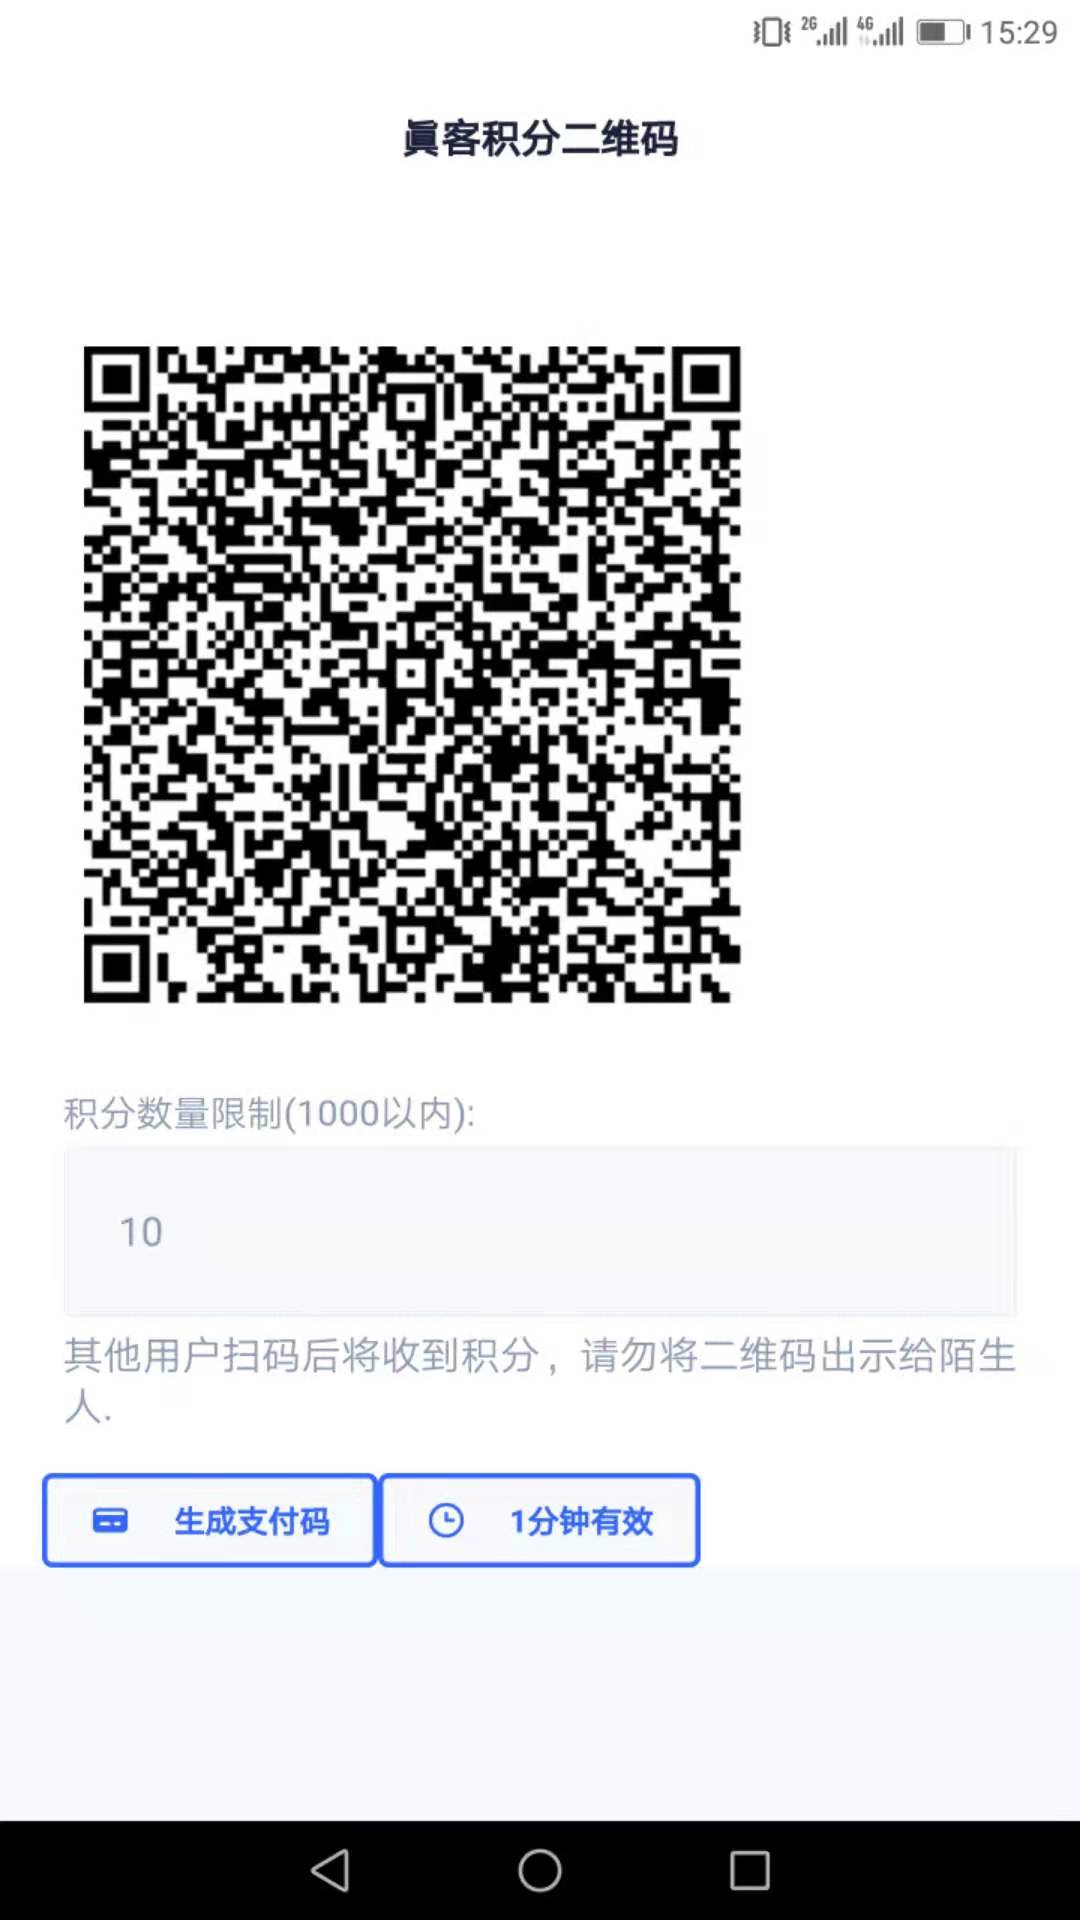 2G 4G 15:29
眞客积分二维码
积分数量限制(1000以内):
10
其他用户扫码后将收到积分，请勿将二维码出示给陌生
人.
生成支付码 1分钟有效